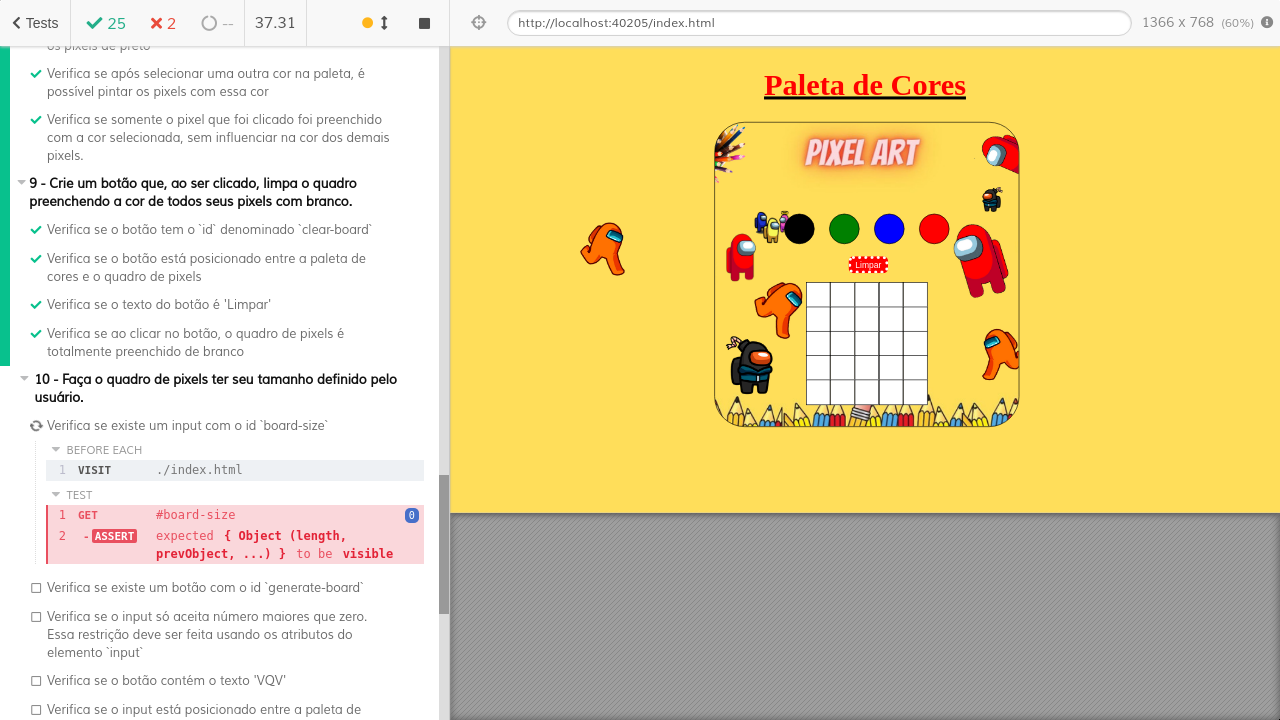 Tests
25
2
--
37.31
http://localhost:40205/index.html
1366 x 768 (60%)
os pixels de preto
Verifica se após selecionar uma outra cor na paleta, é
possível pintar os pixels com essa cor
Verifica se somente o pixel que foi clicado foi preenchido
com a cor selecionada, sem influenciar na cor dos demais
pixels.
9 - Crie um botão que, ao ser clicado, limpa o quadro
preenchendo a cor de todos seus pixels com branco.
Verifica se o botão tem o `id` denominado `clear-board`
Verifica se o botão está posicionado entre a paleta de
cores e o quadro de pixels
Verifica se o texto do botão é 'Limpar'
Verifica se ao clicar no botão, o quadro de pixels é
totalmente preenchido de branco
10 - Faça o quadro de pixels ter seu tamanho definido pelo
usuário.
Verifica se existe um input com o id `board-size`
BEFORE EACH
1 VISIT ./index.html
TEST
1 GET #board-size 0
2 -ASSERT expected { Object (length,
prevObject, ...) } to be visible
Verifica se existe um botão com o id `generate-board`
Verifica se o input só aceita número maiores que zero.
Essa restrição deve ser feita usando os atributos do
elemento `input`
Verifica se o botão contém o texto 'VQV'
Verifica se o input está posicionado entre a paleta de
Paleta de Cores
PIXEL ART
Limpar